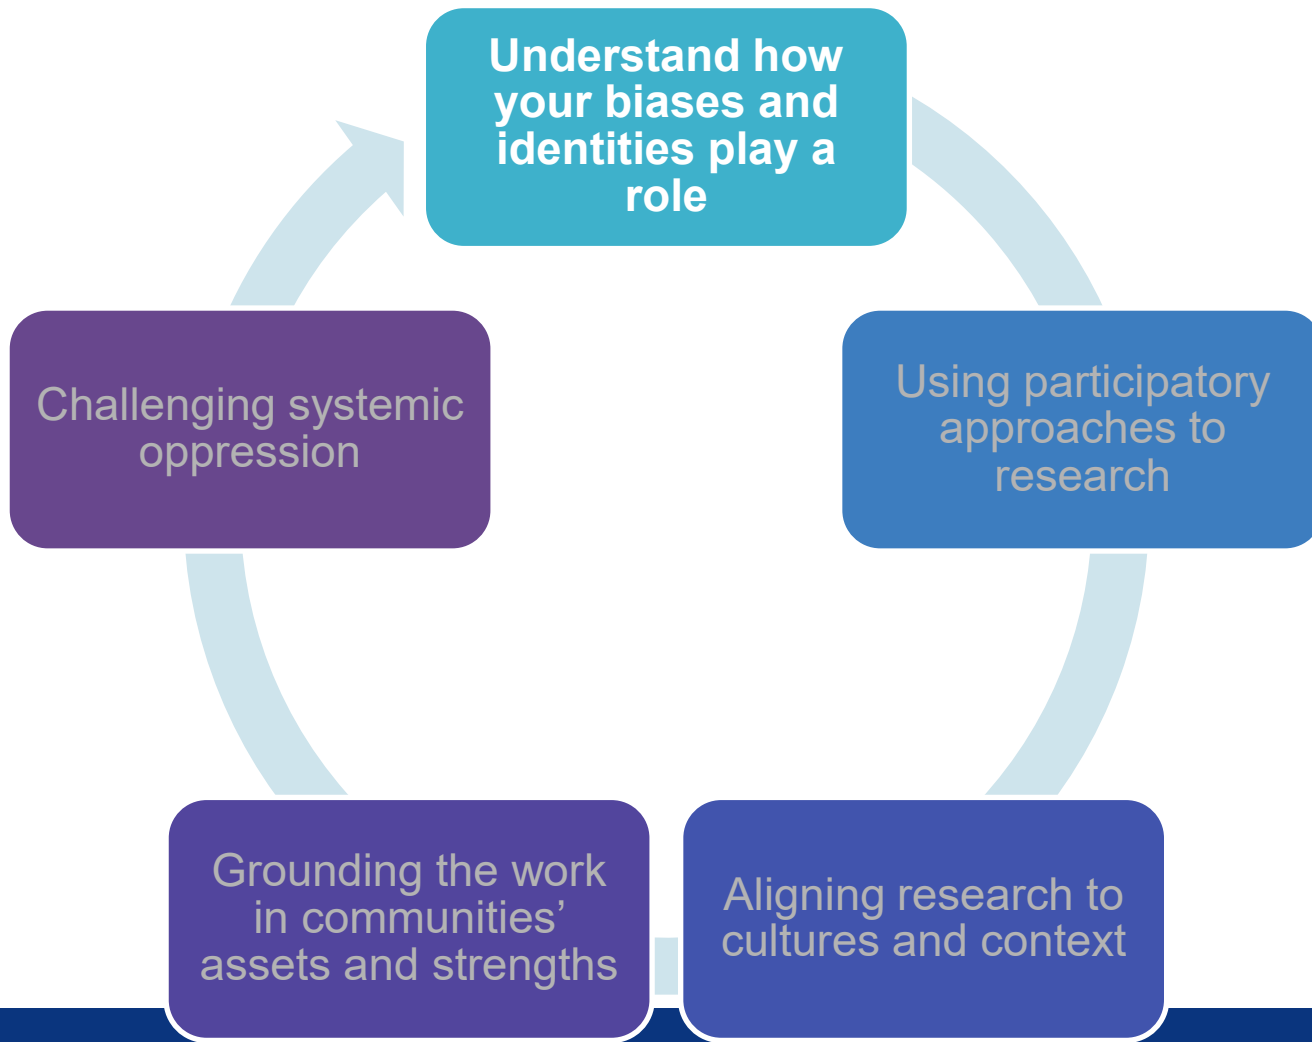 Understand how
your biases and
identities play a
role
Using participatory
approaches to
research
Aligning research to
cultures and context
Grounding the work
in communities’
assets and strengths
Challenging systemic
oppression